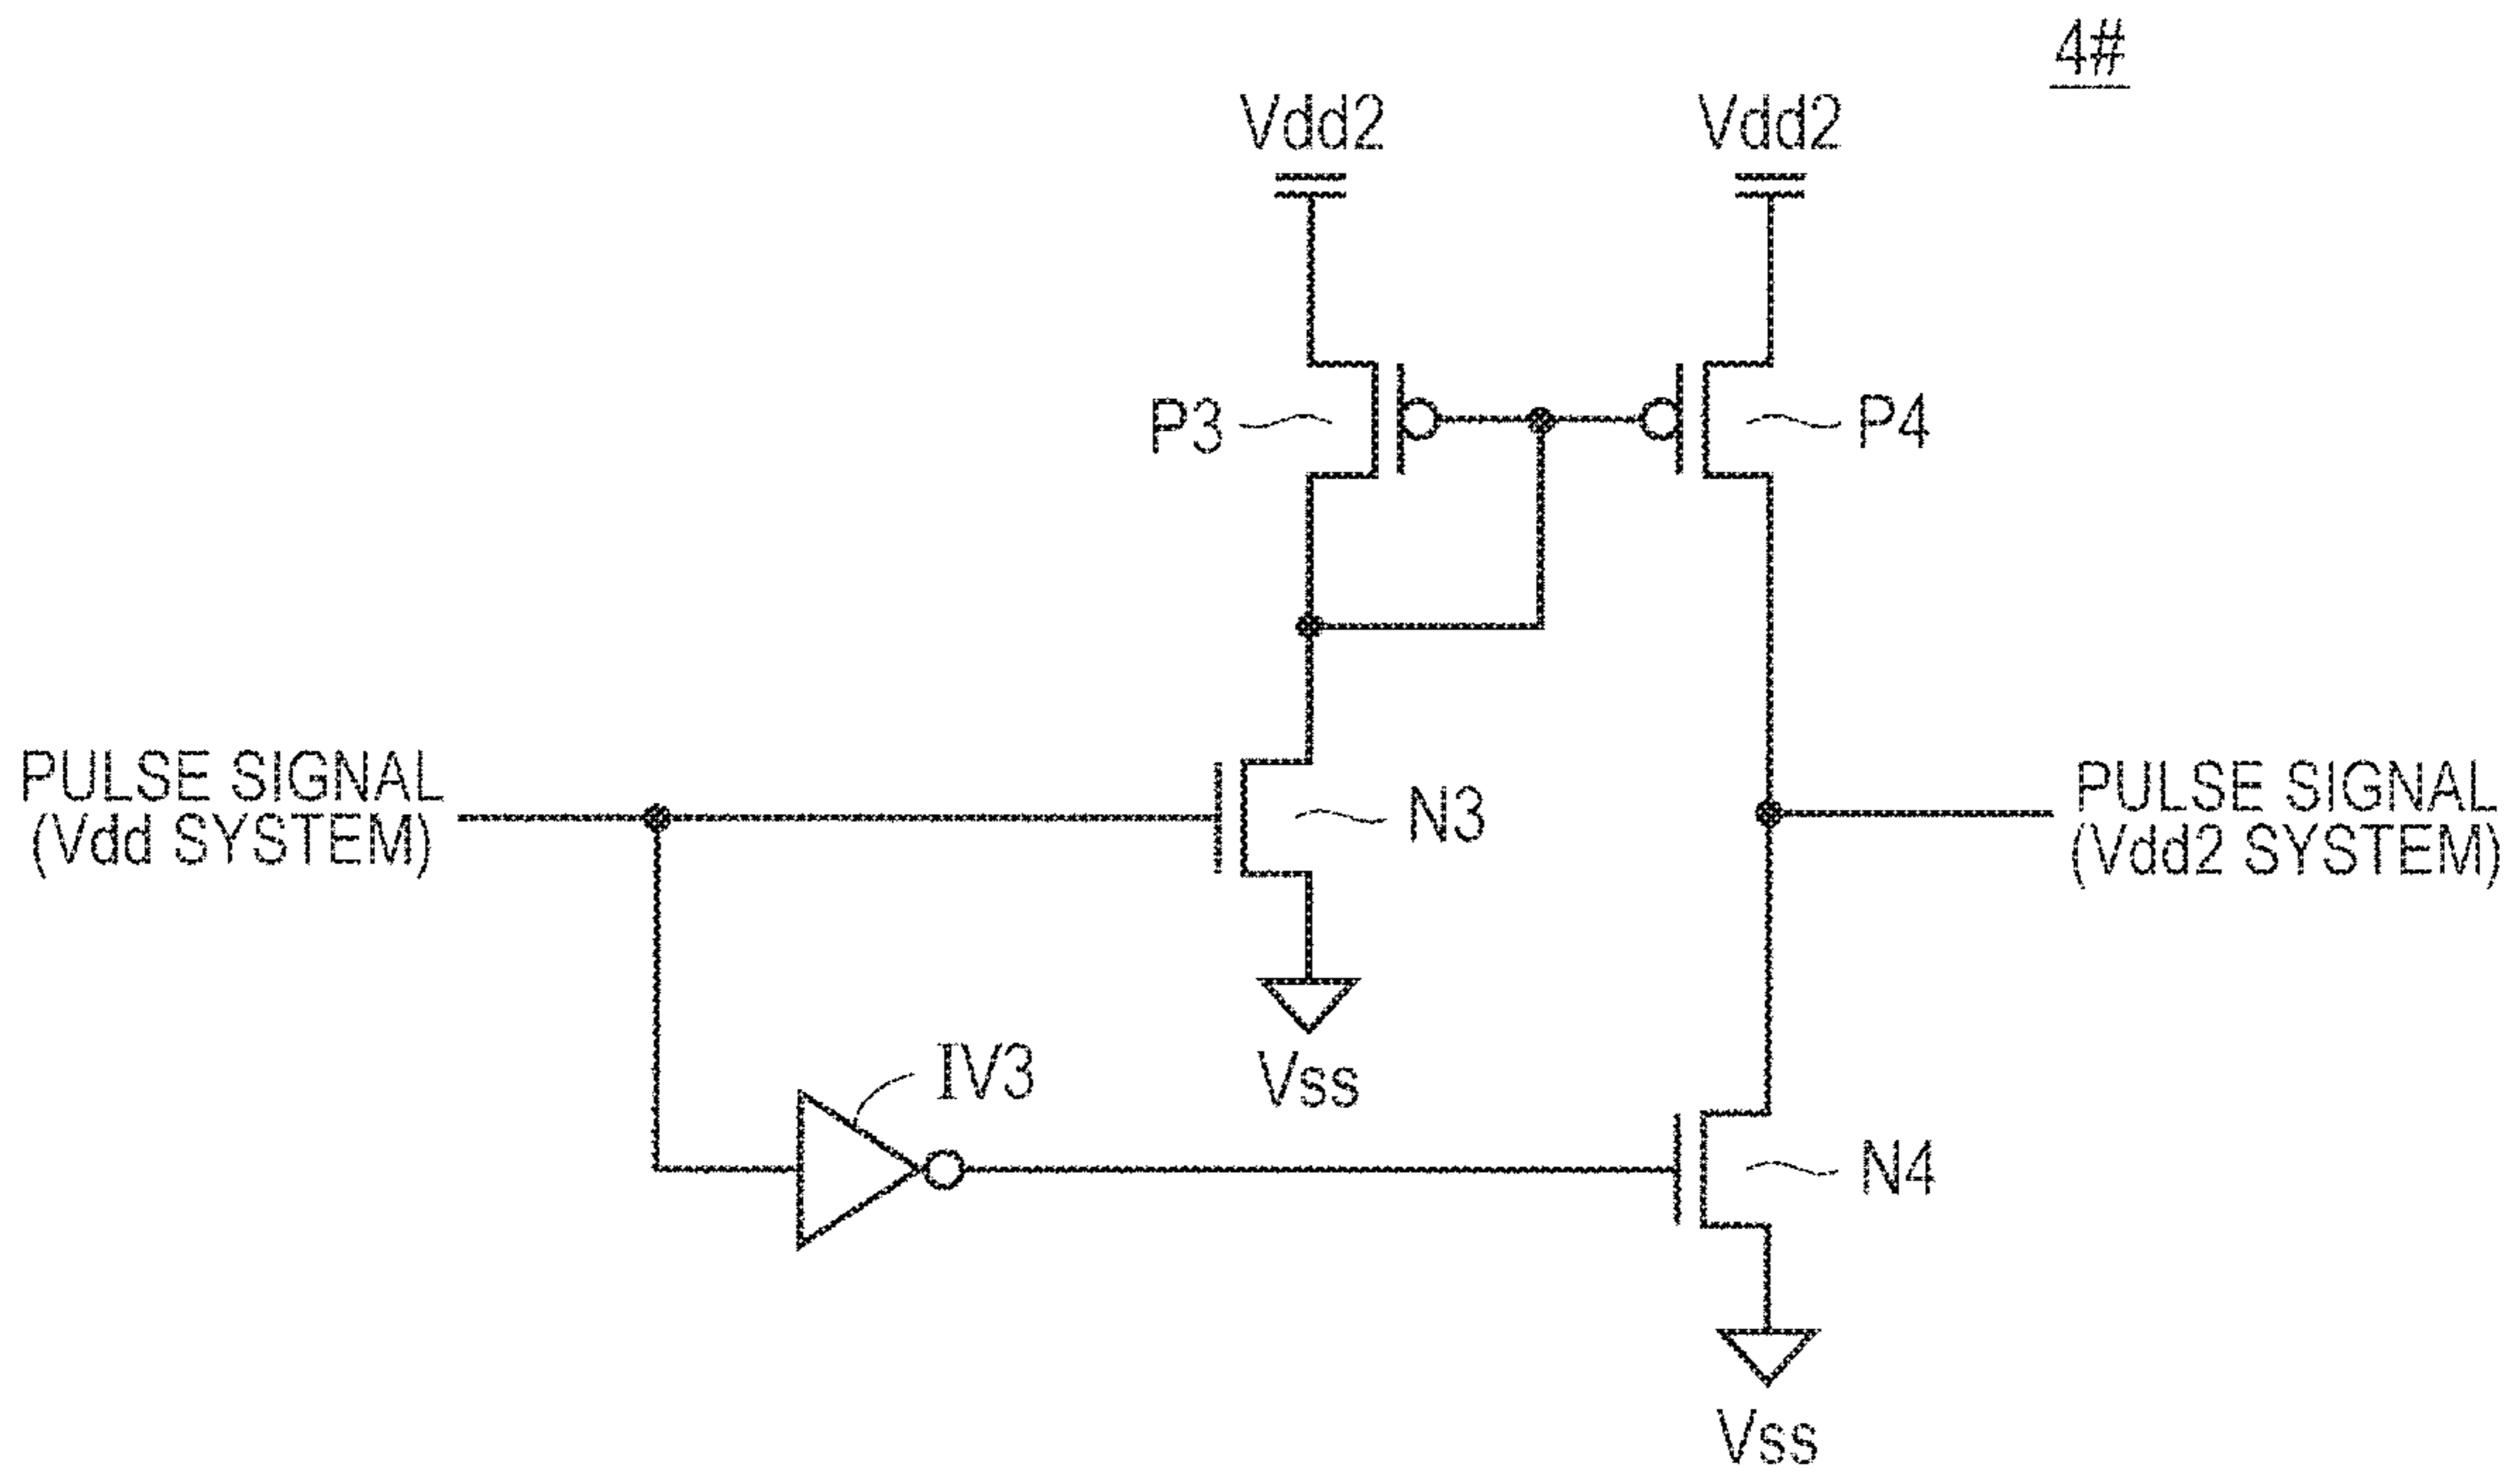 4#
Vdd2
Vdd2
P3
P4
PULSE SIGNAL
(Vdd SYSTEM)
N3
PULSE SIGNAL
(Vdd2 SYSTEM)
IV3
Vss
N4
Vss